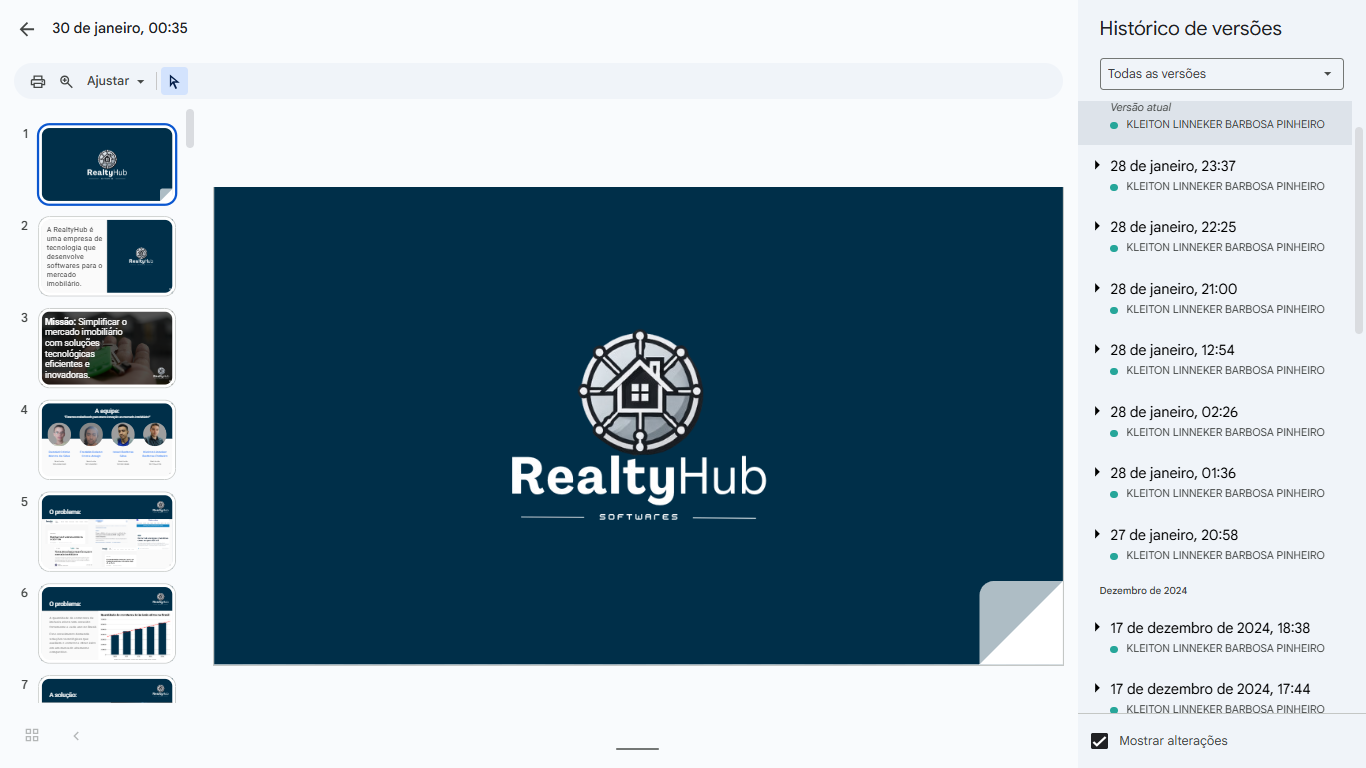 30 de janeiro, 00:35
Ajustar
1
RealtyHub
2
A RealtyHub é
uma empresa de
tecnologia que
desenvolve
softwares para o
mercado
imobilário.
RealtyHub
3
Missão: Simplificar o
mercado imobiliário
com soluções
tecnológicas
eficientes e
inovadoras.
RealtyHub
4
A equipe:
5
O problema:
6
O problema:
7
A solução:
RealtyHub
SOFTWARES
Histórico de versões
Todas as versões
Versão atual
KLEITON LINNEKER BARBOSA PINHEIRO
28 de janeiro, 23:37
KLEITON LINNEKER BARBOSA PINHEIRO
28 de janeiro, 22:25
KLEITON LINNEKER BARBOSA PINHEIRO
28 de janeiro, 21:00
KLEITON LINNEKER BARBOSA PINHEIRO
28 de janeiro, 12:54
KLEITON LINNEKER BARBOSA PINHEIRO
28 de janeiro, 02:26
KLEITON LINNEKER BARBOSA PINHEIRO
28 de janeiro, 01:36
KLEITON LINNEKER BARBOSA PINHEIRO
27 de janeiro, 20:58
KLEITON LINNEKER BARBOSA PINHEIRO
Dezembro de 2024
17 de dezembro de 2024, 18:38
KLEITON LINNEKER BARBOSA PINHEIRO
17 de dezembro de 2024, 17:44
KLEITON LINNEKER BARBOSA PINHEIRO
Mostrar alterações